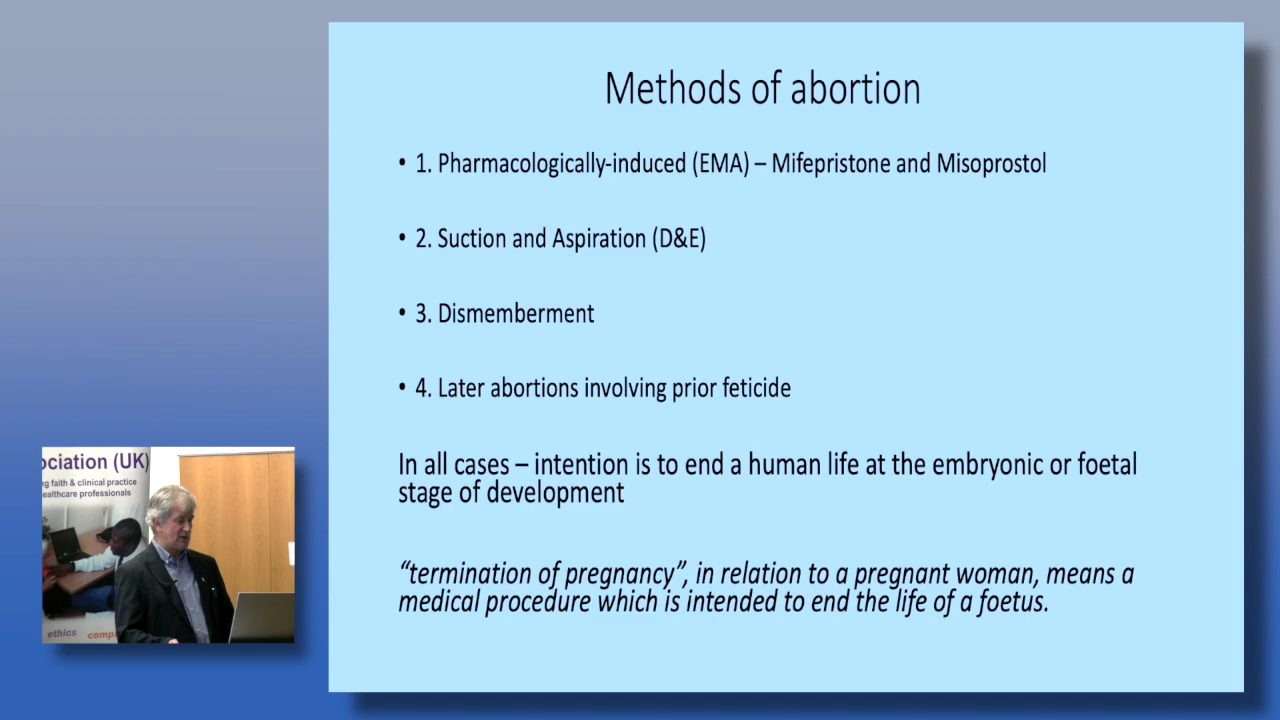 Methods of abortion
• 1. Pharmacologically-induced (EMA) – Mifepristone and Misoprostol
• 2. Suction and Aspiration (D&E)
• 3. Dismemberment
• 4. Later abortions involving prior feticide
In all cases – intention is to end a human life at the embryonic or foetal
stage of development
“termination of pregnancy”, in relation to a pregnant woman, means a
medical procedure which is intended to end the life of a foetus.
ociation (UK)
ng faith & clinical practice
ealthcare professionals
ethics comp